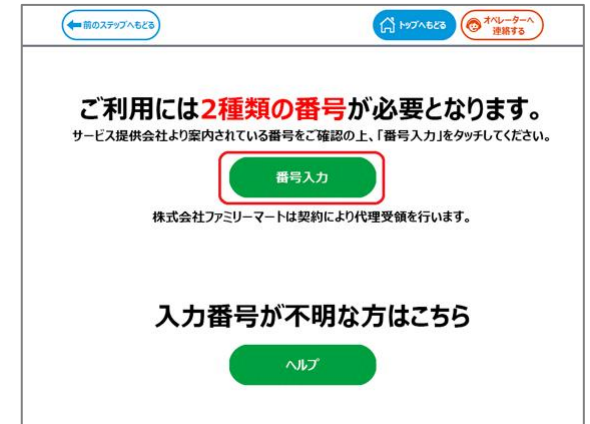 前のステップへもどる
トップへもどる
オペレーターへ
連絡する
ご利用には2種類の番号が必要となります。
サービス提供会社より案内されている番号をご確認の上、「番号入力」をタッチしてください。
番号入力
株式会社ファミリーマートは契約により代理受領を行います。
入力番号が不明な方はこちら
ヘルプ